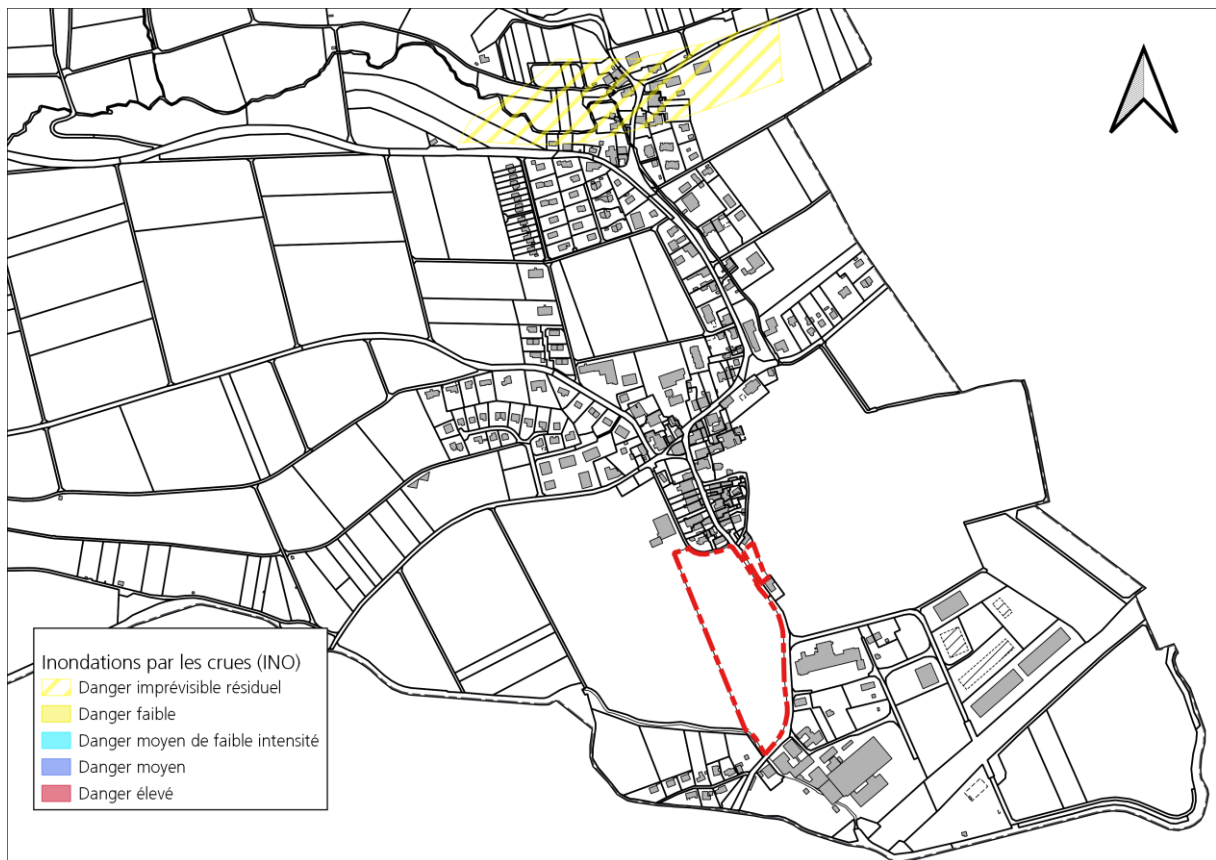 Inondations par les crues (INO)
Danger imprévisible résiduel
Danger faible
Danger moyen de faible intensité
Danger moyen
Danger élevé